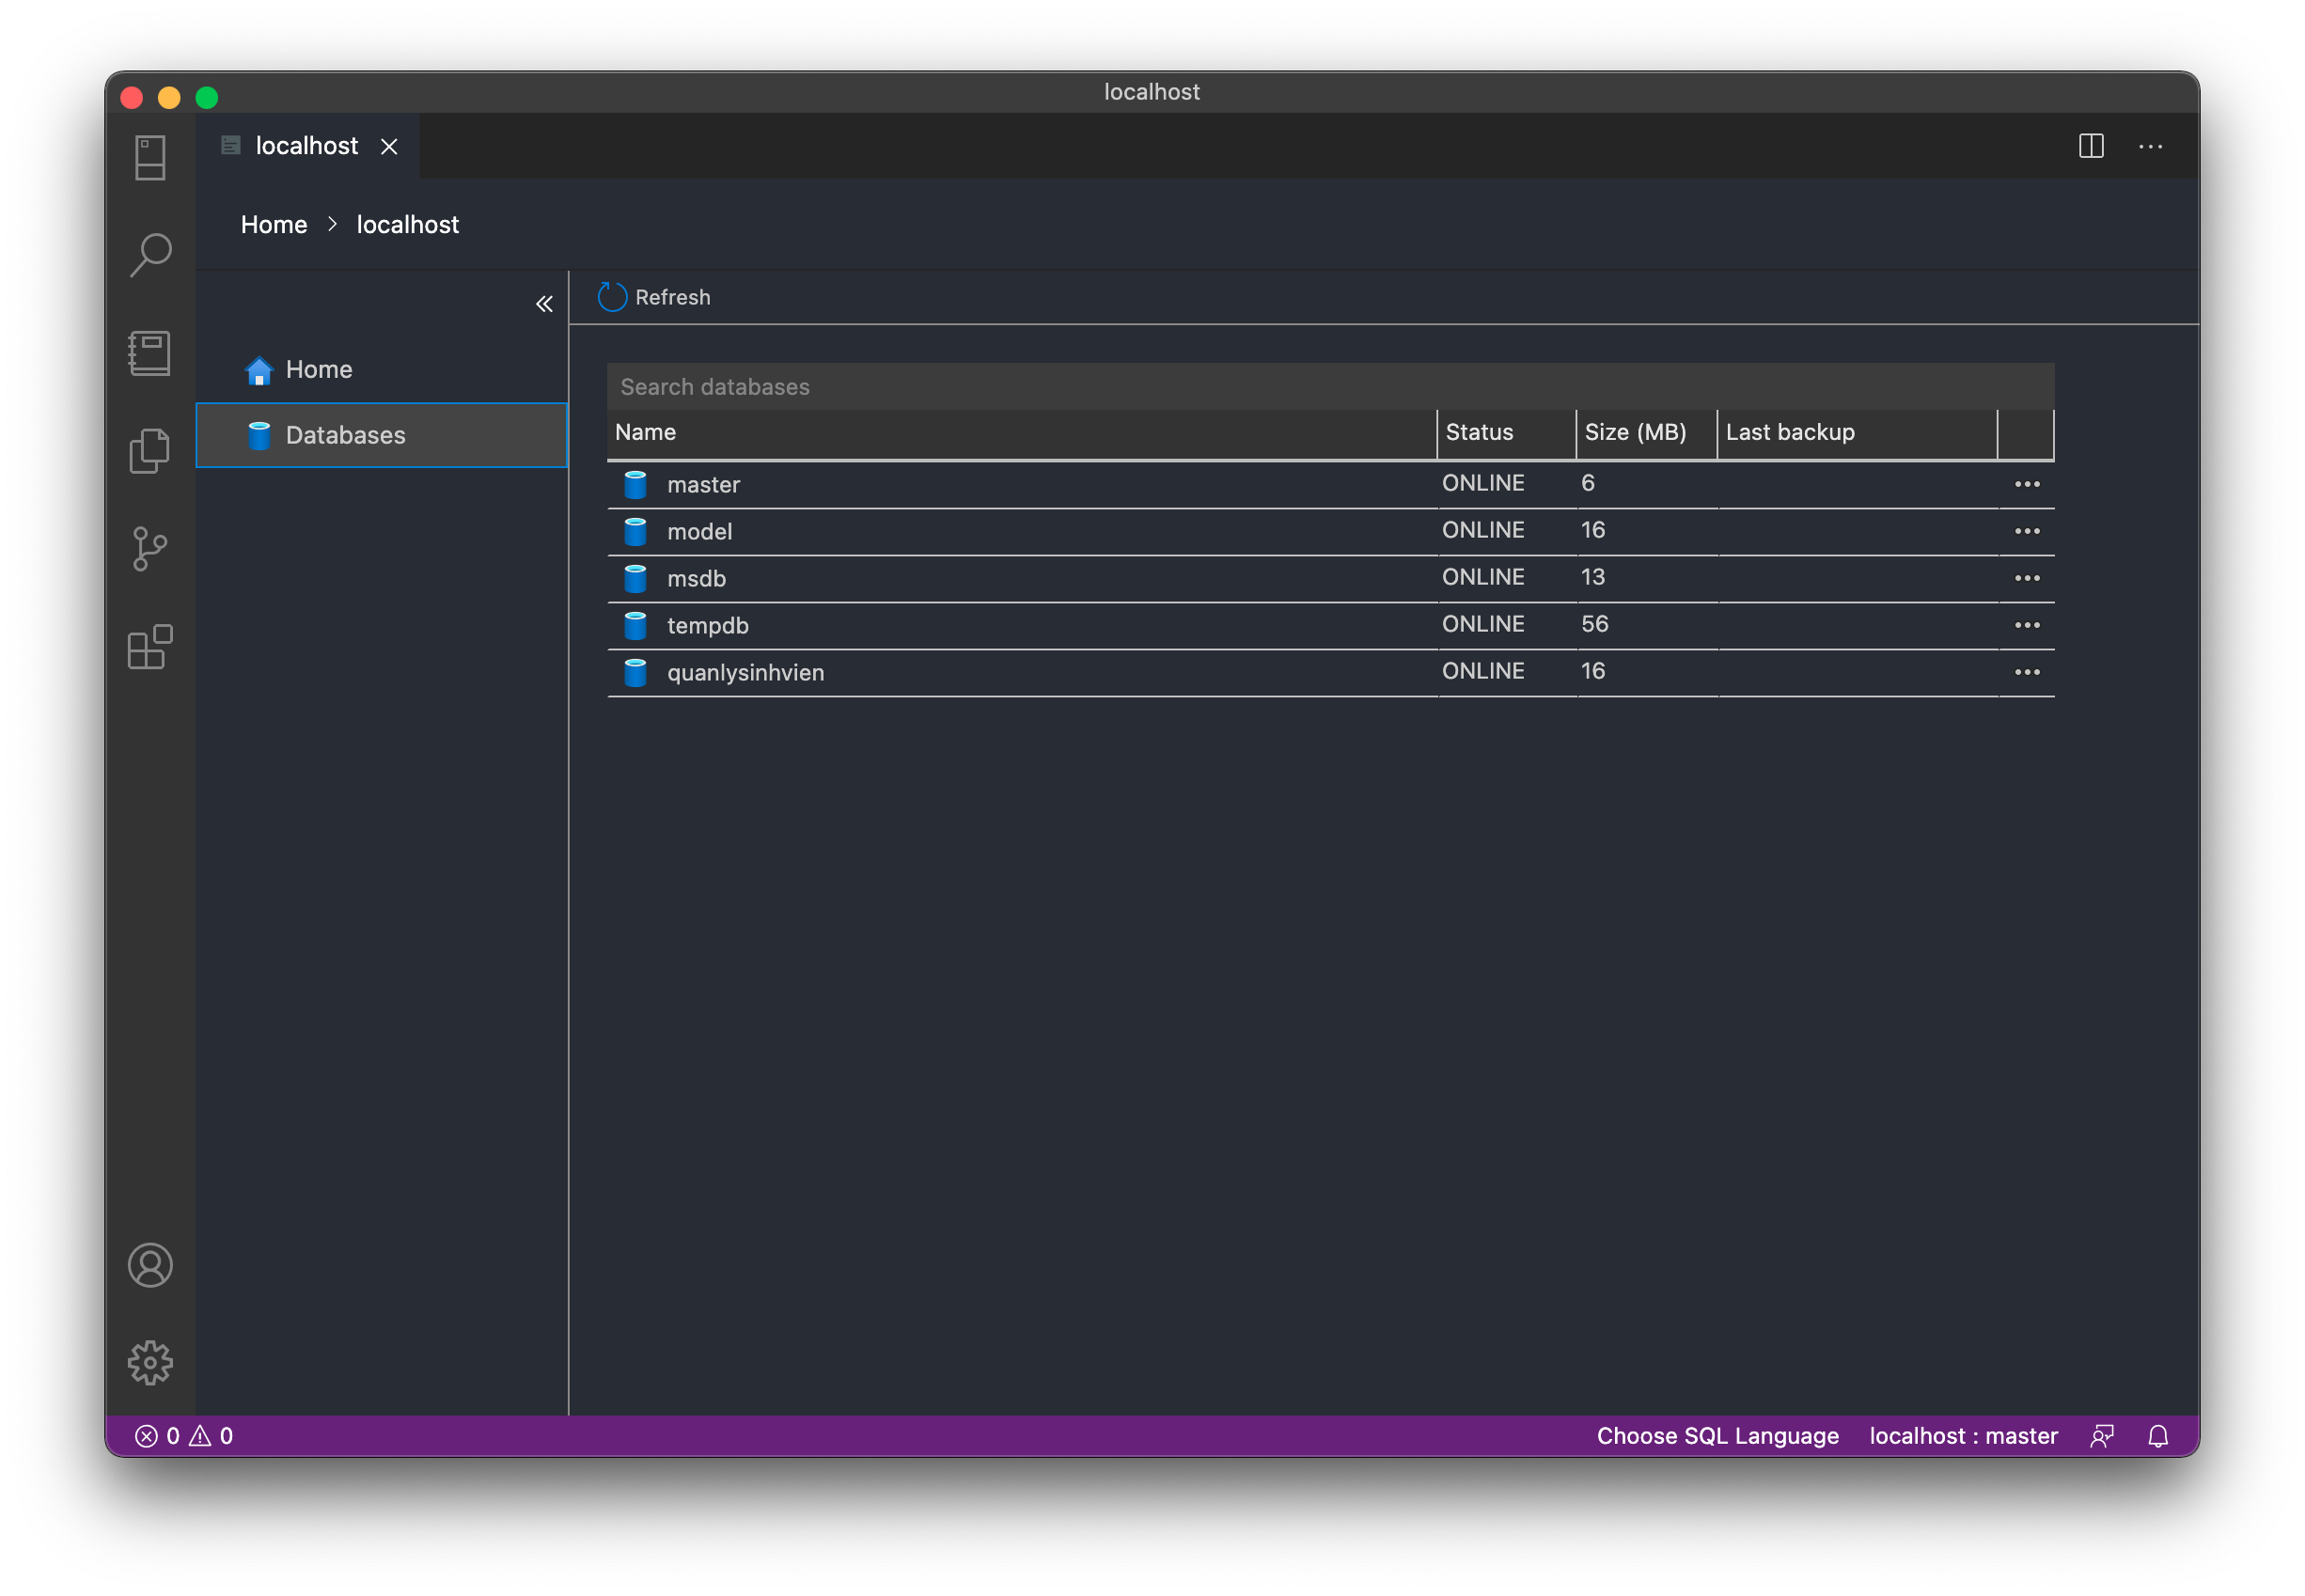 localhost
localhost
Home > localhost
Refresh
Home
Databases
Search databases
Name Status Size (MB) Last backup
master ONLINE 6
model ONLINE 16
msdb ONLINE 13
tempdb ONLINE 56
quanlysinhvien ONLINE 16
0 0 Choose SQL Language localhost : master